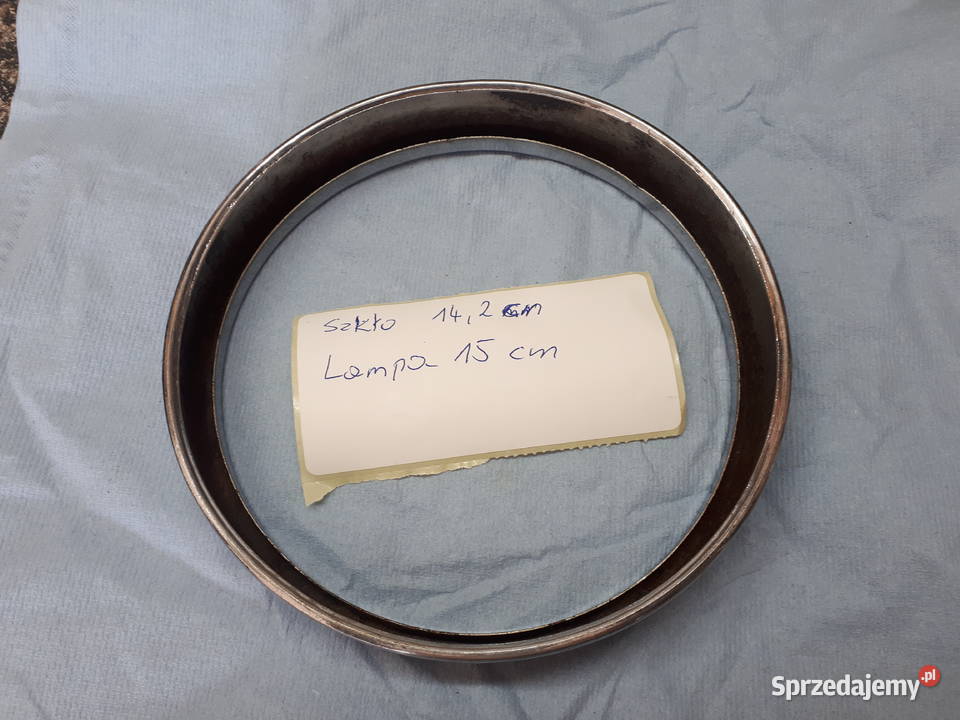 szkło 14,2 cm
Lampa 15 cm
Sprzedajemy.pl